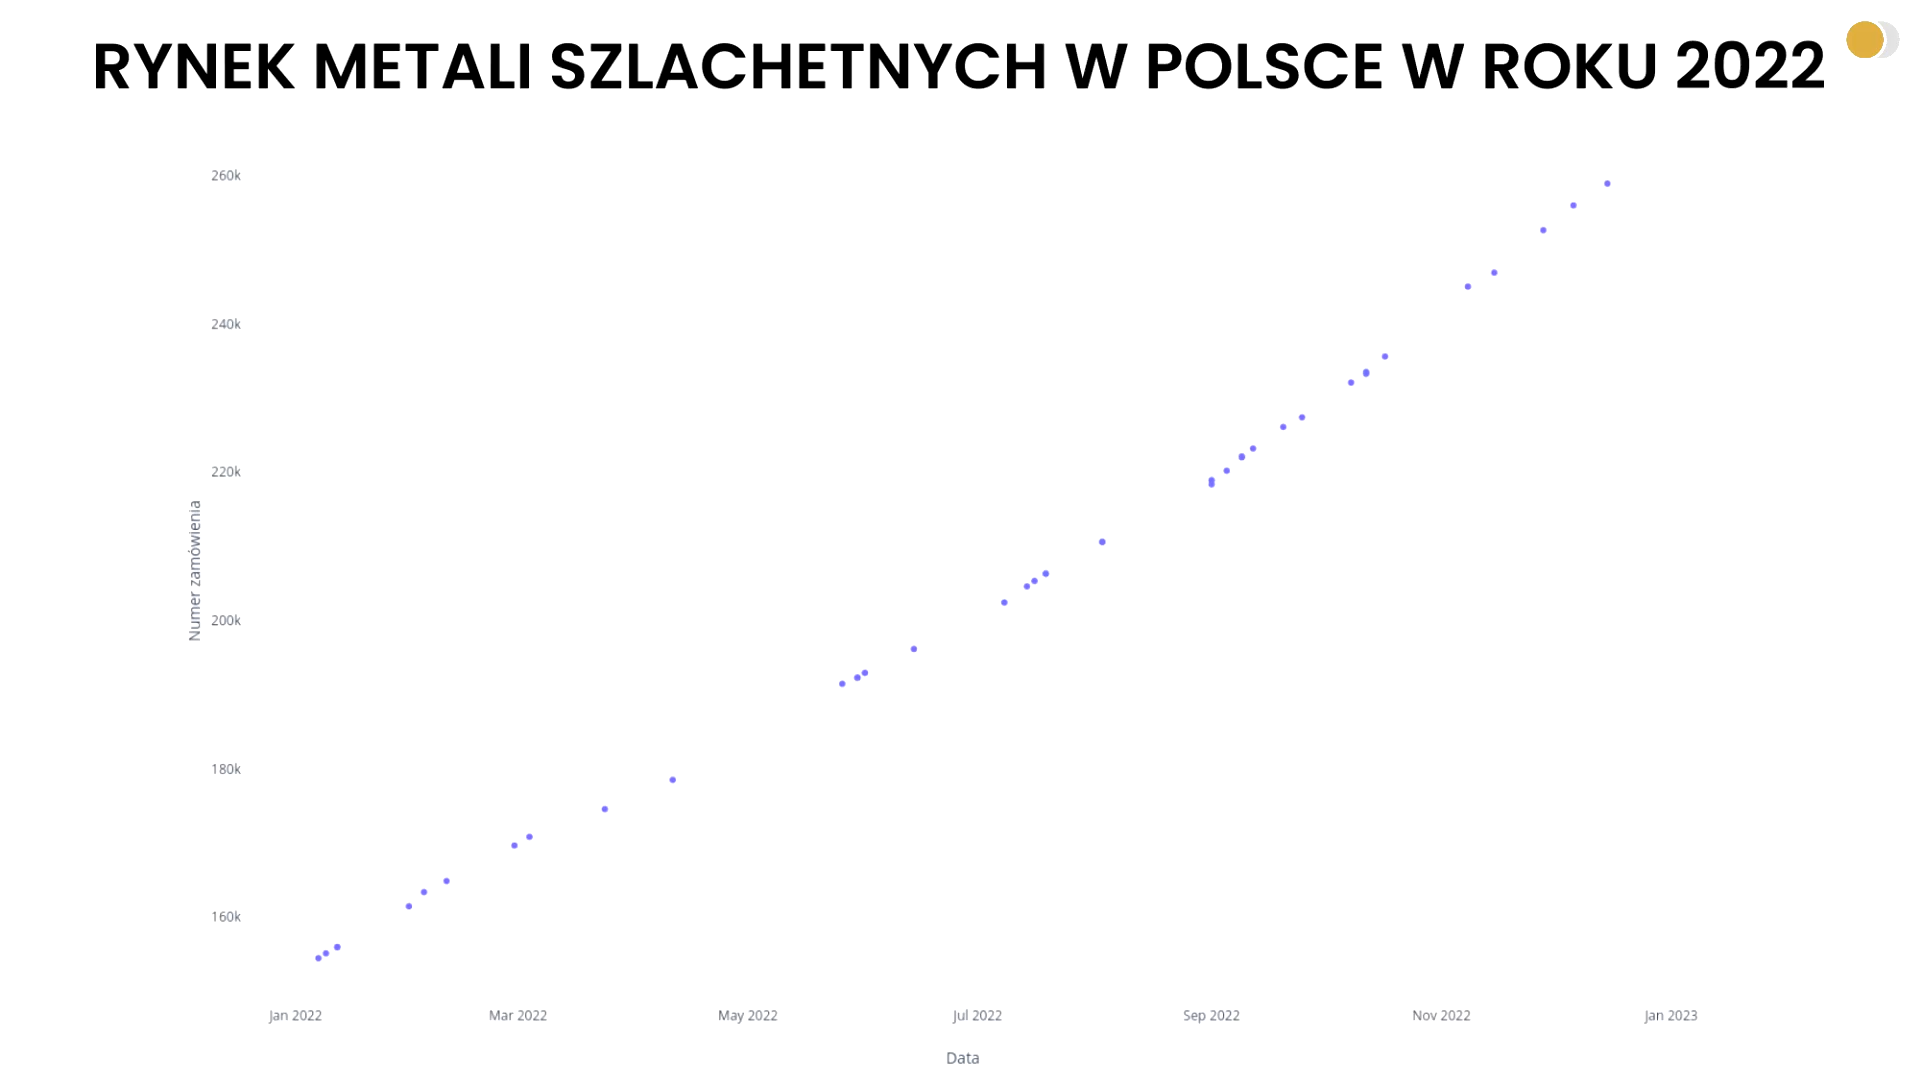 RYNEK METALI SZLACHETNYCH W POLSCE W ROKU 2022
260k
240k
220k
200k
180k
160k
Numer zamówienia
Jan 2022
Mar 2022
May 2022
Jul 2022
Sep 2022
Nov 2022
Jan 2023
Data